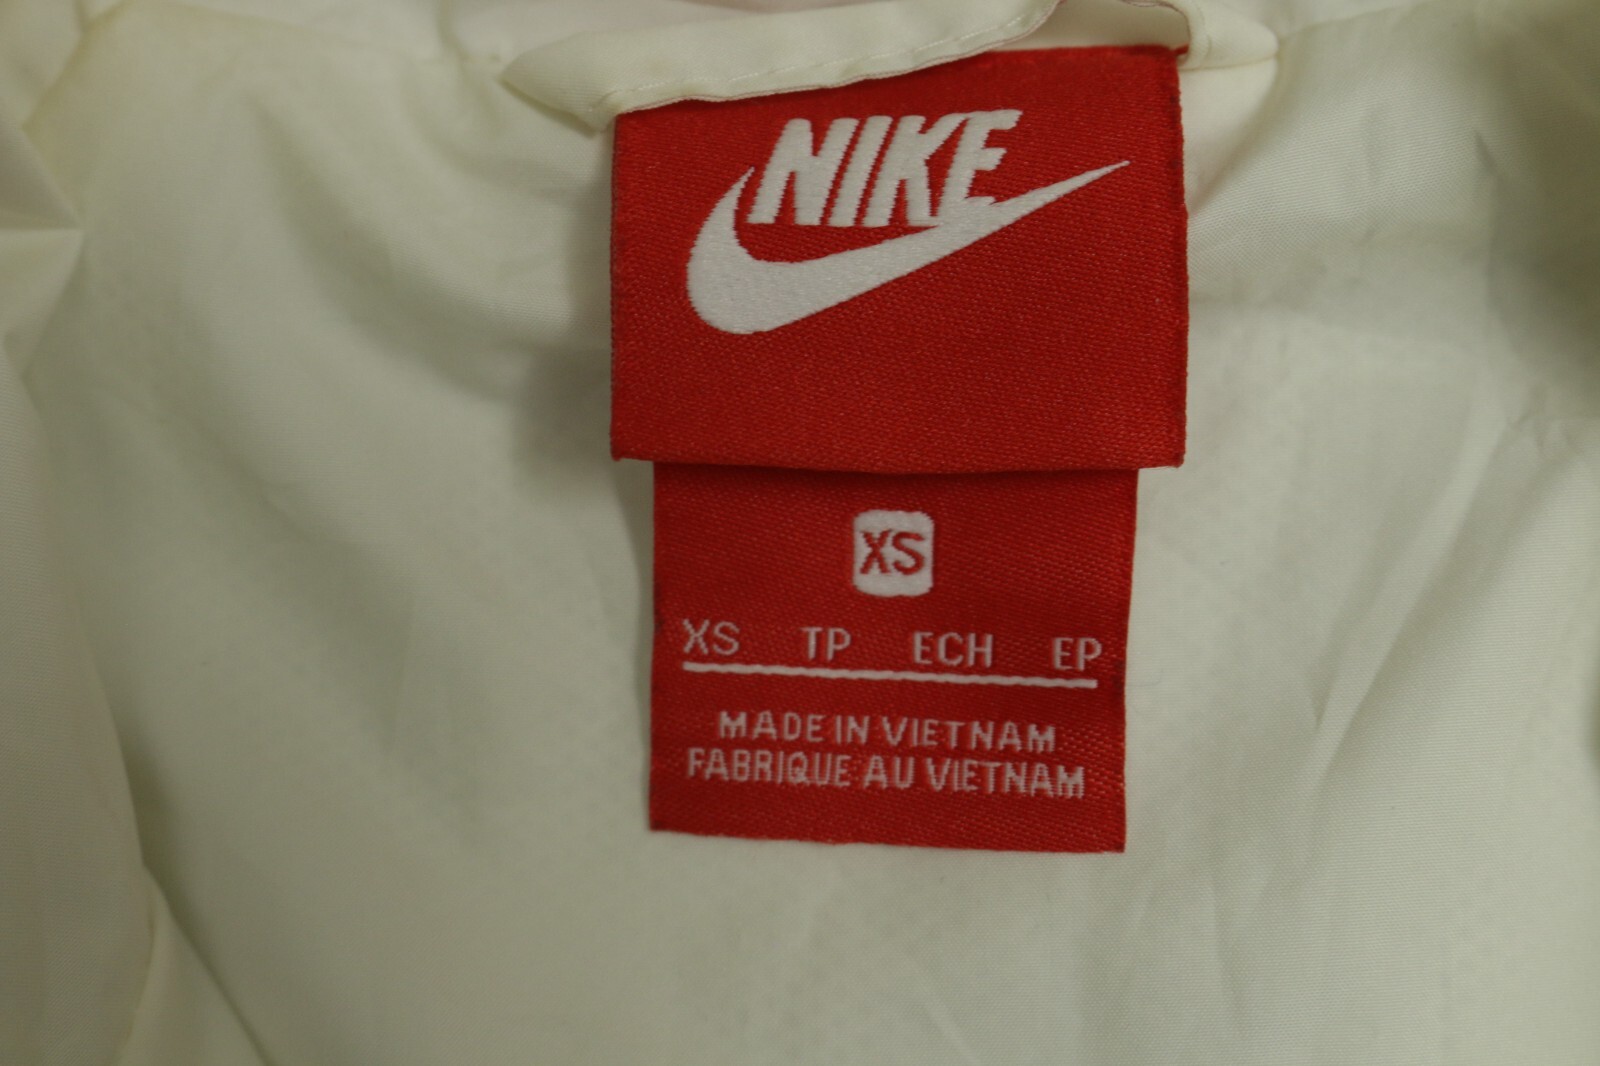 NIKE
XS
XS TP ECH EP
MADE IN VIETNAM
FABRIQUE AU VIETNAM